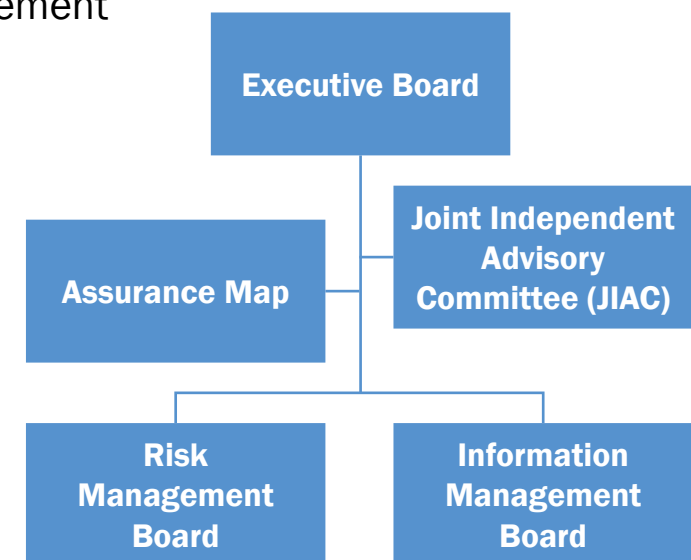 ement
Executive Board
Joint Independent
Advisory
Committee (JIAC)
Assurance Map
Risk
Management
Board
Information
Management
Board